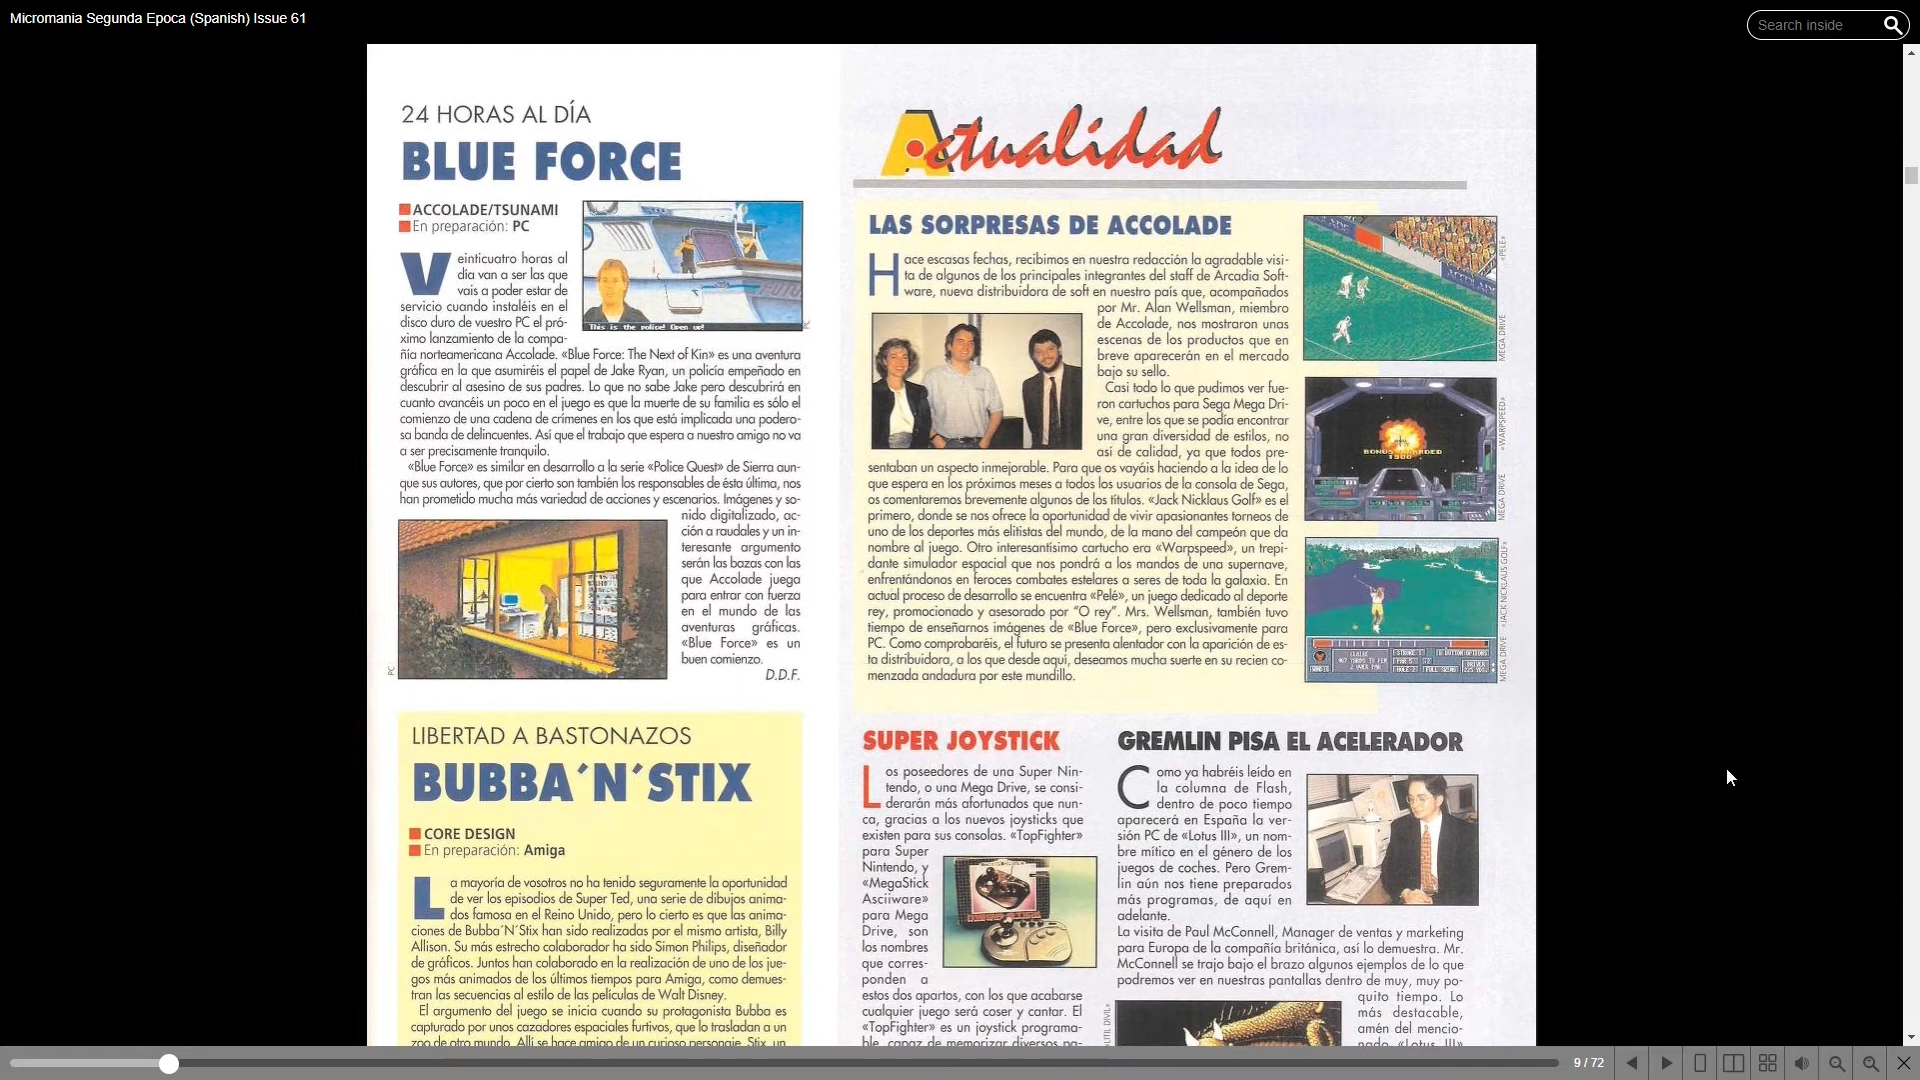 Micromania Segunda Epoca (Spanish) Issue 61
Search inside
24 HORAS AL DÍA
BLUE FORCE
ACCOLADE/TSUNAMI
En preparación: PC
This is the police! Open up!
PC
Veinticuatro horas al
día van a ser las que
vais a poder estar de
servicio cuando instaléis en el
disco duro de vuestro PC el pró-
ximo lanzamiento de la compa-
ñía norteamericana Accolade. «Blue Force: The Next of Kin» es una aventura
gráfica en la que asumiréis el papel de Jake Ryan, un policía empeñado en
descubrir al asesino de sus padres. Lo que no sabe Jake pero descubrirá en
cuanto avancéis un poco en el juego es que la muerte de su familia es sólo el
comienzo de una cadena de crímenes en los que está implicada una podero-
sa banda de delincuentes. Así que el trabajo que espera a nuestro amigo no va
a ser precisamente tranquilo.
«Blue Force» es similar en desarrollo a la serie «Police Quest» de Sierra aun-
que sus autores, que por cierto son también los responsables de ésta última, nos
han prometido mucha más variedad de acciones y escenarios. Imágenes y so-
nido digitalizado, ac-
ción a raudales y un in-
teresante argumento
serán las bazas con las
que Accolade juega
para entrar con fuerza
en el mundo de las
aventuras gráficas.
«Blue Force» es un
buen comienzo.
D.D.F.
PC
LIBERTAD A BASTONAZOS
BUBBA´N´STIX
CORE DESIGN
En preparación: Amiga
La mayoría de vosotros no ha tenido seguramente la oportunidad
de ver los episodios de Super Ted, una serie de dibujos anima-
dos famosa en el Reino Unido, pero lo cierto es que las anima-
ciones de Bubba´N´Stix han sido realizadas por el mismo artista, Billy
Allison. Su más estrecho colaborador ha sido Simon Philips, diseñador
de gráficos. Juntos han colaborado en la realización de uno de los jue-
gos más animados de los últimos tiempos para Amiga, como demues-
tran las secuencias al estilo de las películas de Walt Disney.
El argumento del juego se inicia cuando su protagonista Bubba es
capturado por unos cazadores espaciales furtivos, que lo trasladan a un
zoo de otro mundo. Allí se hace amigo de un curioso personaje, Stix, un
Actualidad
LAS SORPRESAS DE ACCOLADE
Hace escasas fechas, recibimos en nuestra redacción la agradable visi-
ta de algunos de los principales integrantes del staff de Arcadia Soft-
ware, nueva distribuidora de soft en nuestro país que, acompañados
por Mr. Alan Wellsman, miembro
de Accolade, nos mostraron unas
escenas de los productos que en
breve aparecerán en el mercado
bajo su sello.
Casi todo lo que pudimos ver fue-
ron cartuchos para Sega Mega Dri-
ve, entre los que se podía encontrar
una gran diversidad de estilos, no
así de calidad, ya que todos pre-
sentaban un aspecto inmejorable. Para que os vayáis haciendo a la idea de lo
que espera en los próximos meses a todos los usuarios de la consola de Sega,
os comentaremos brevemente algunos de los títulos. «Jack Nicklaus Golf» es el
primero, donde se nos ofrece la oportunidad de vivir apasionantes torneos de
uno de los deportes más elitistas del mundo, de la mano del campeón que da
nombre al juego. Otro interesantísimo cartucho era «Warpspeed», un trepi-
dante simulador espacial que nos pondrá a los mandos de una supernave,
enfrentándonos en feroces combates estelares a seres de toda la galaxia. En
actual proceso de desarrollo se encuentra «Pelé», un juego dedicado al deporte
rey, promocionado y asesorado por "O rey". Mrs. Wellsman, también tuvo
tiempo de enseñarnos imágenes de «Blue Force», pero exclusivamente para
PC. Como comprobaréis, el futuro se presenta alentador con la aparición de es-
ta distribuidora, a los que desde aquí, deseamos mucha suerte en su recien co-
menzada andadura por este mundillo.
MEGA DRIVE «PELE»
BONUS AWARDED
1500
MEGA DRIVE «WARPSPEED»
MEGA DRIVE «JACK NICKLAUS GOLF»
SUPER JOYSTICK
Los poseedores de una Super Nin-
tendo, o una Mega Drive, se consi-
derarán más afortunados que nun-
ca, gracias a los nuevos joysticks que
existen para sus consolas. «TopFighter»
para Super
Nintendo, y
«MegaStick
Asciiware»
para Mega
Drive, son
los nombres
que corres-
ponden a
estos dos apartos, con los que acabarse
cualquier juego será coser y cantar. El
«TopFighter» es un joystick programa-
ble, capaz de memorizar diversos pa-
GREMLIN PISA EL ACELERADOR
Como ya habréis leído en
la columna de Flash,
dentro de poco tiempo
aparecerá en España la ver-
sión PC de «Lotus III», un nom-
bre mítico en el género de los
juegos de coches. Pero Grem-
lin aún nos tiene preparados
más programas, de aquí en
adelante.
La visita de Paul McConnell, Manager de ventas y marketing
para Europa de la compañía británica, así lo demuestra. Mr.
McConnell se trajo bajo el brazo algunos ejemplos de lo que
podremos ver en nuestras pantallas dentro de muy, muy po-
quito tiempo. Lo
más destacable,
amén del mencio-
nado «Lotus III»
9 / 72